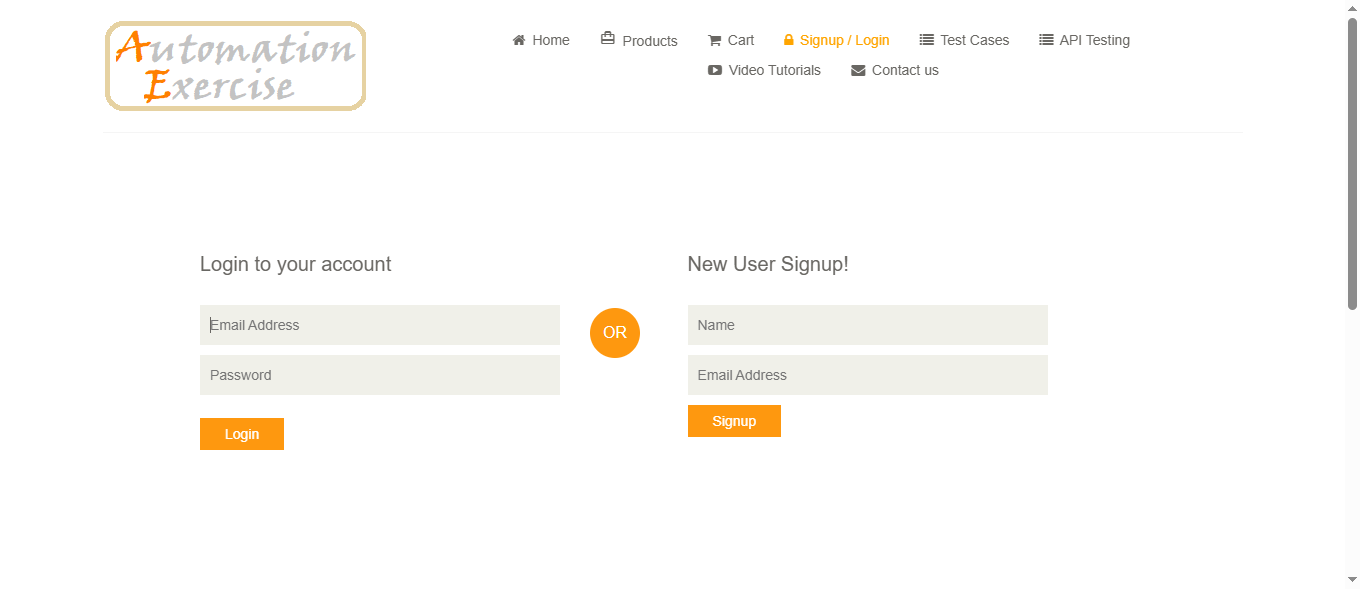 Automation
Exercise
Home Products Cart Signup / Login Test Cases API Testing
Video Tutorials Contact us
Login to your account
Email Address
Password
Login
OR
New User Signup!
Name
Email Address
Signup